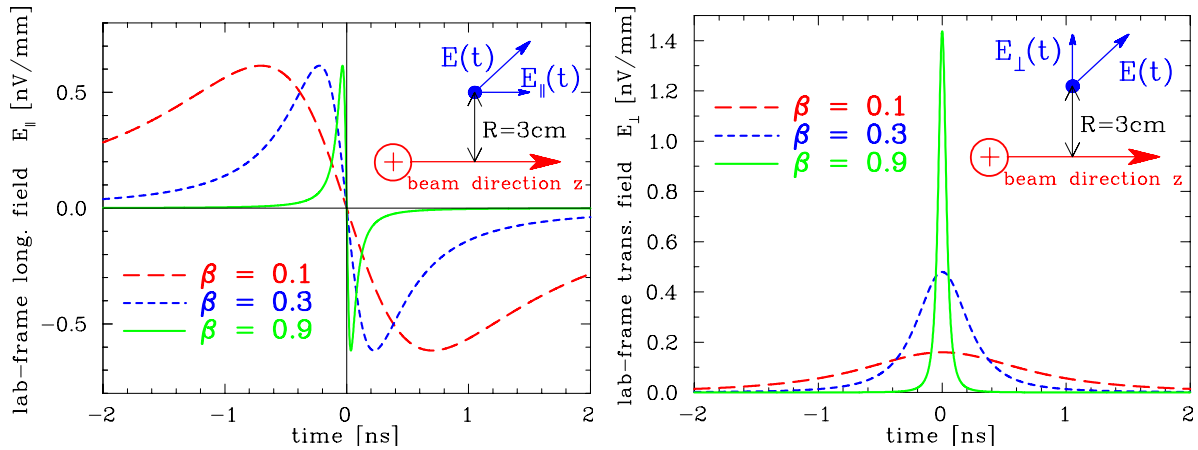 lab-frame long. field E∥ [nV/mm]
0.5
0.0
-0.5
E(t)
E∥(t)
R=3cm
+
beam direction z
β = 0.1
β = 0.3
β = 0.9
-2
-1
0
1
2
time [ns]
lab-frame trans. field E⊥ [nV/mm]
1.4
1.2
1.0
0.8
0.6
0.4
0.2
0.0
β = 0.1
β = 0.3
β = 0.9
E⊥(t)
E(t)
R=3cm
+
beam direction z
-2
-1
0
1
2
time [ns]